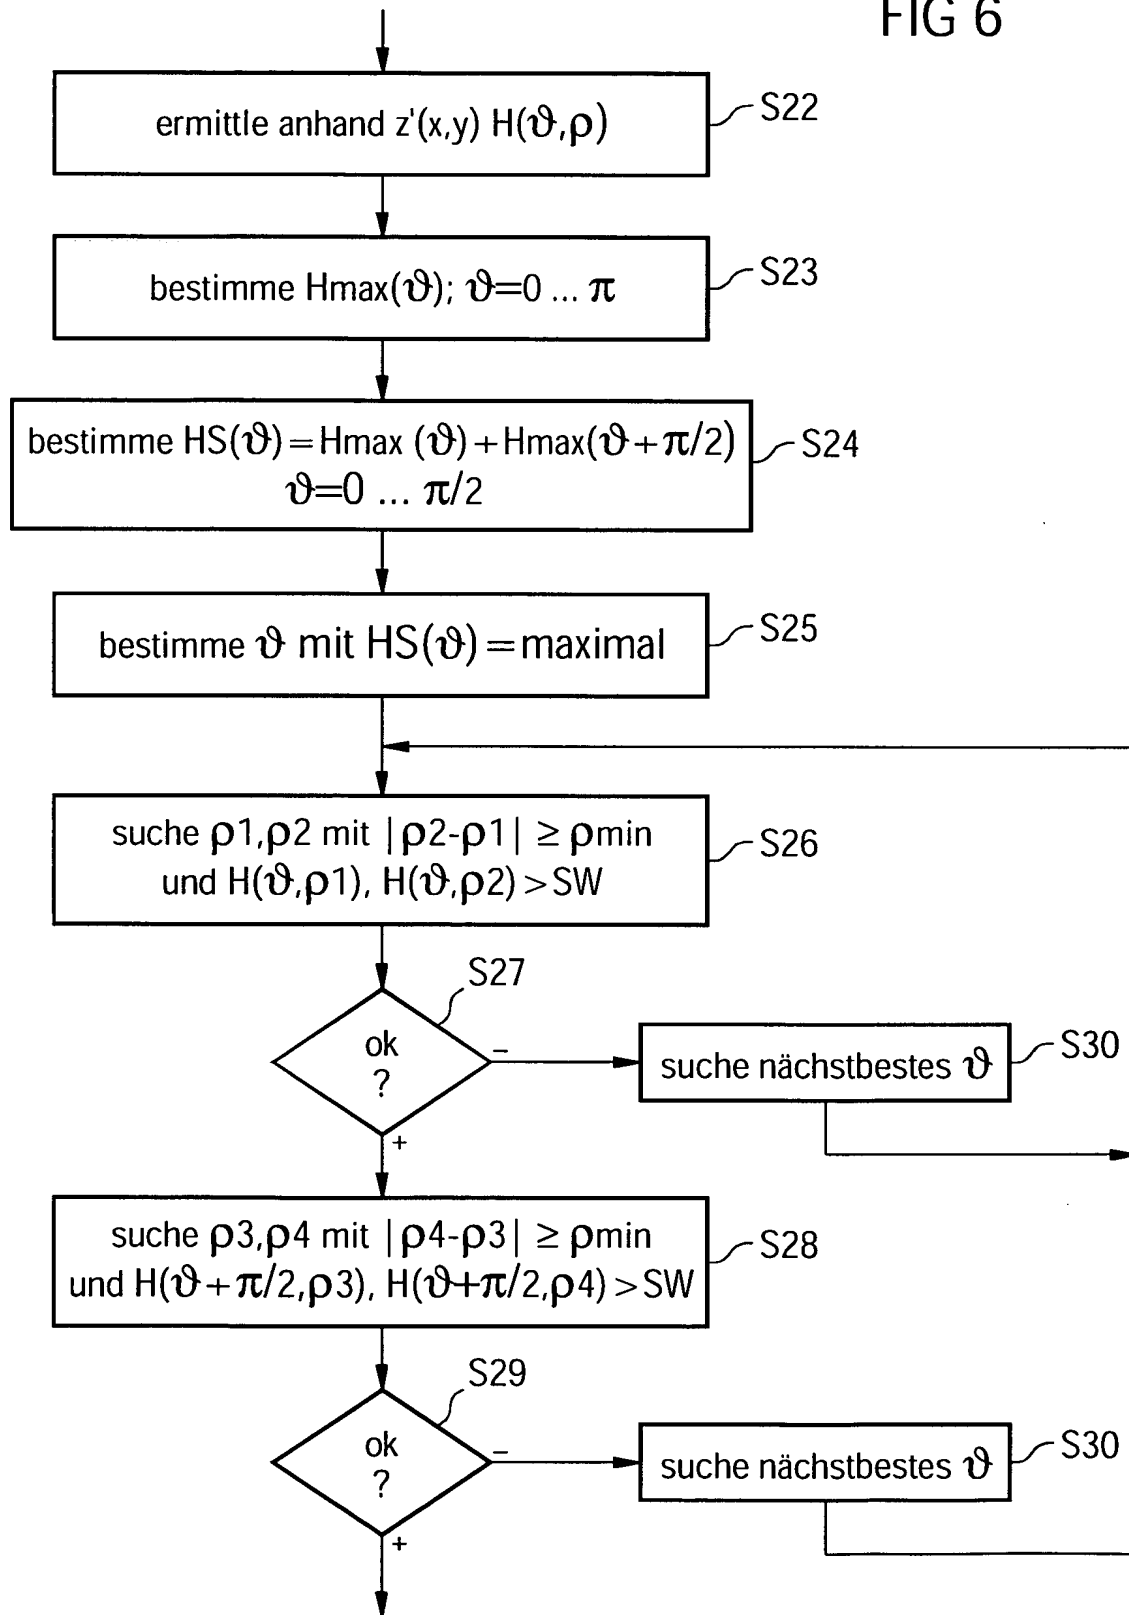 FIG 6
ermittle anhand z'(x,y) H(ϑ,ρ)
S22
bestimme Hmax(ϑ); ϑ=0 ... π
S23
bestimme HS(ϑ)=Hmax (ϑ)+Hmax(ϑ+π/2)
ϑ=0 ... π/2
S24
bestimme ϑ mit HS(ϑ)=maximal
S25
suche ρ1,ρ2 mit |ρ2-ρ1| ≥ ρmin
und H(ϑ,ρ1), H(ϑ,ρ2)>SW
S26
S27
ok
?
–
+
suche nächstbestes ϑ
S30
suche ρ3,ρ4 mit |ρ4-ρ3| ≥ ρmin
und H(ϑ+π/2,ρ3), H(ϑ+π/2,ρ4)>SW
S28
S29
ok
?
–
+
suche nächstbestes ϑ
S30